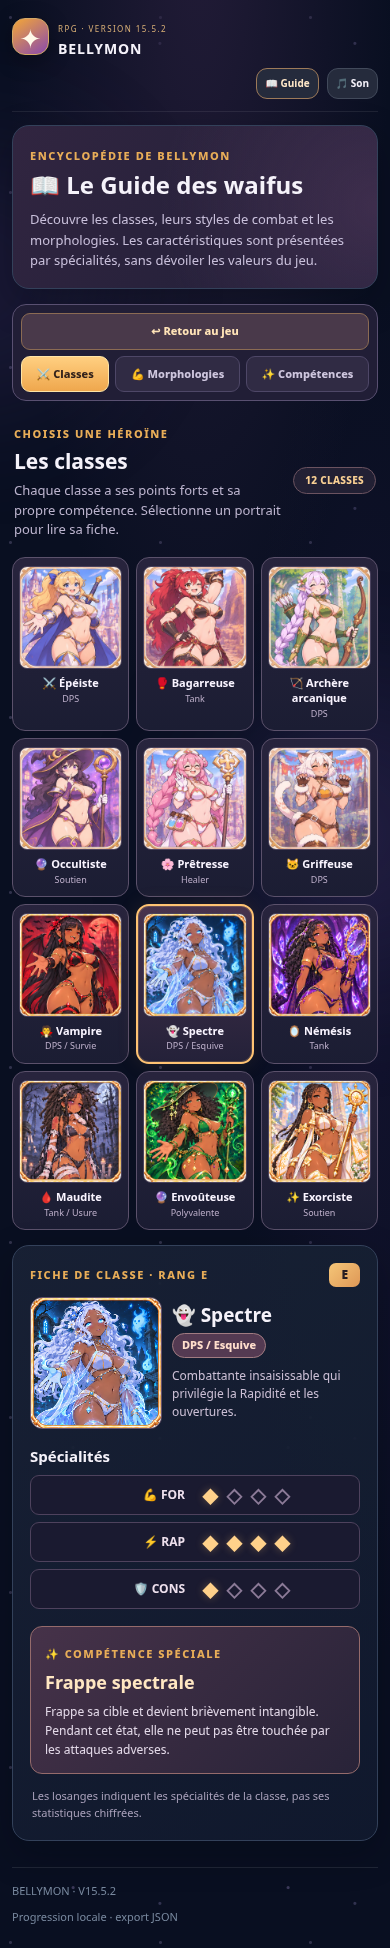 RPG · VERSION 15.5.2
BELLYMON
📖 Guide
🎵 Son
ENCYCLOPÉDIE DE BELLYMON
📖 Le Guide des waifus
Découvre les classes, leurs styles de combat et les
morphologies. Les caractéristiques sont présentées
par spécialités, sans dévoiler les valeurs du jeu.
↩ Retour au jeu
⚔️ Classes
💪 Morphologies
✨ Compétences
CHOISIS UNE HÉROÏNE
Les classes
Chaque classe a ses points forts et sa
propre compétence. Sélectionne un portrait
pour lire sa fiche.
12 CLASSES
⚔️ Épéiste
DPS
🥊 Bagarreuse
Tank
🏹 Archère
arcanique
DPS
🔮 Occultiste
Soutien
🌸 Prêtresse
Healer
🐱 Griffeuse
DPS
🧛 Vampire
DPS / Survie
👻 Spectre
DPS / Esquive
🪞 Némésis
Tank
🩸 Maudite
Tank / Usure
🔮 Envoûteuse
Polyvalente
✨ Exorciste
Soutien
FICHE DE CLASSE · RANG E
E
👻 Spectre
DPS / Esquive
Combattante insaisissable qui
privilégie la Rapidité et les
ouvertures.
Spécialités
💪 FOR ◆ ◇ ◇ ◇
⚡ RAP ◆ ◆ ◆ ◆
🛡️ CONS ◆ ◇ ◇ ◇
✨ COMPÉTENCE SPÉCIALE
Frappe spectrale
Frappe sa cible et devient brièvement intangible.
Pendant cet état, elle ne peut pas être touchée par
les attaques adverses.
Les losanges indiquent les spécialités de la classe, pas ses
statistiques chiffrées.
BELLYMON · V15.5.2
Progression locale · export JSON